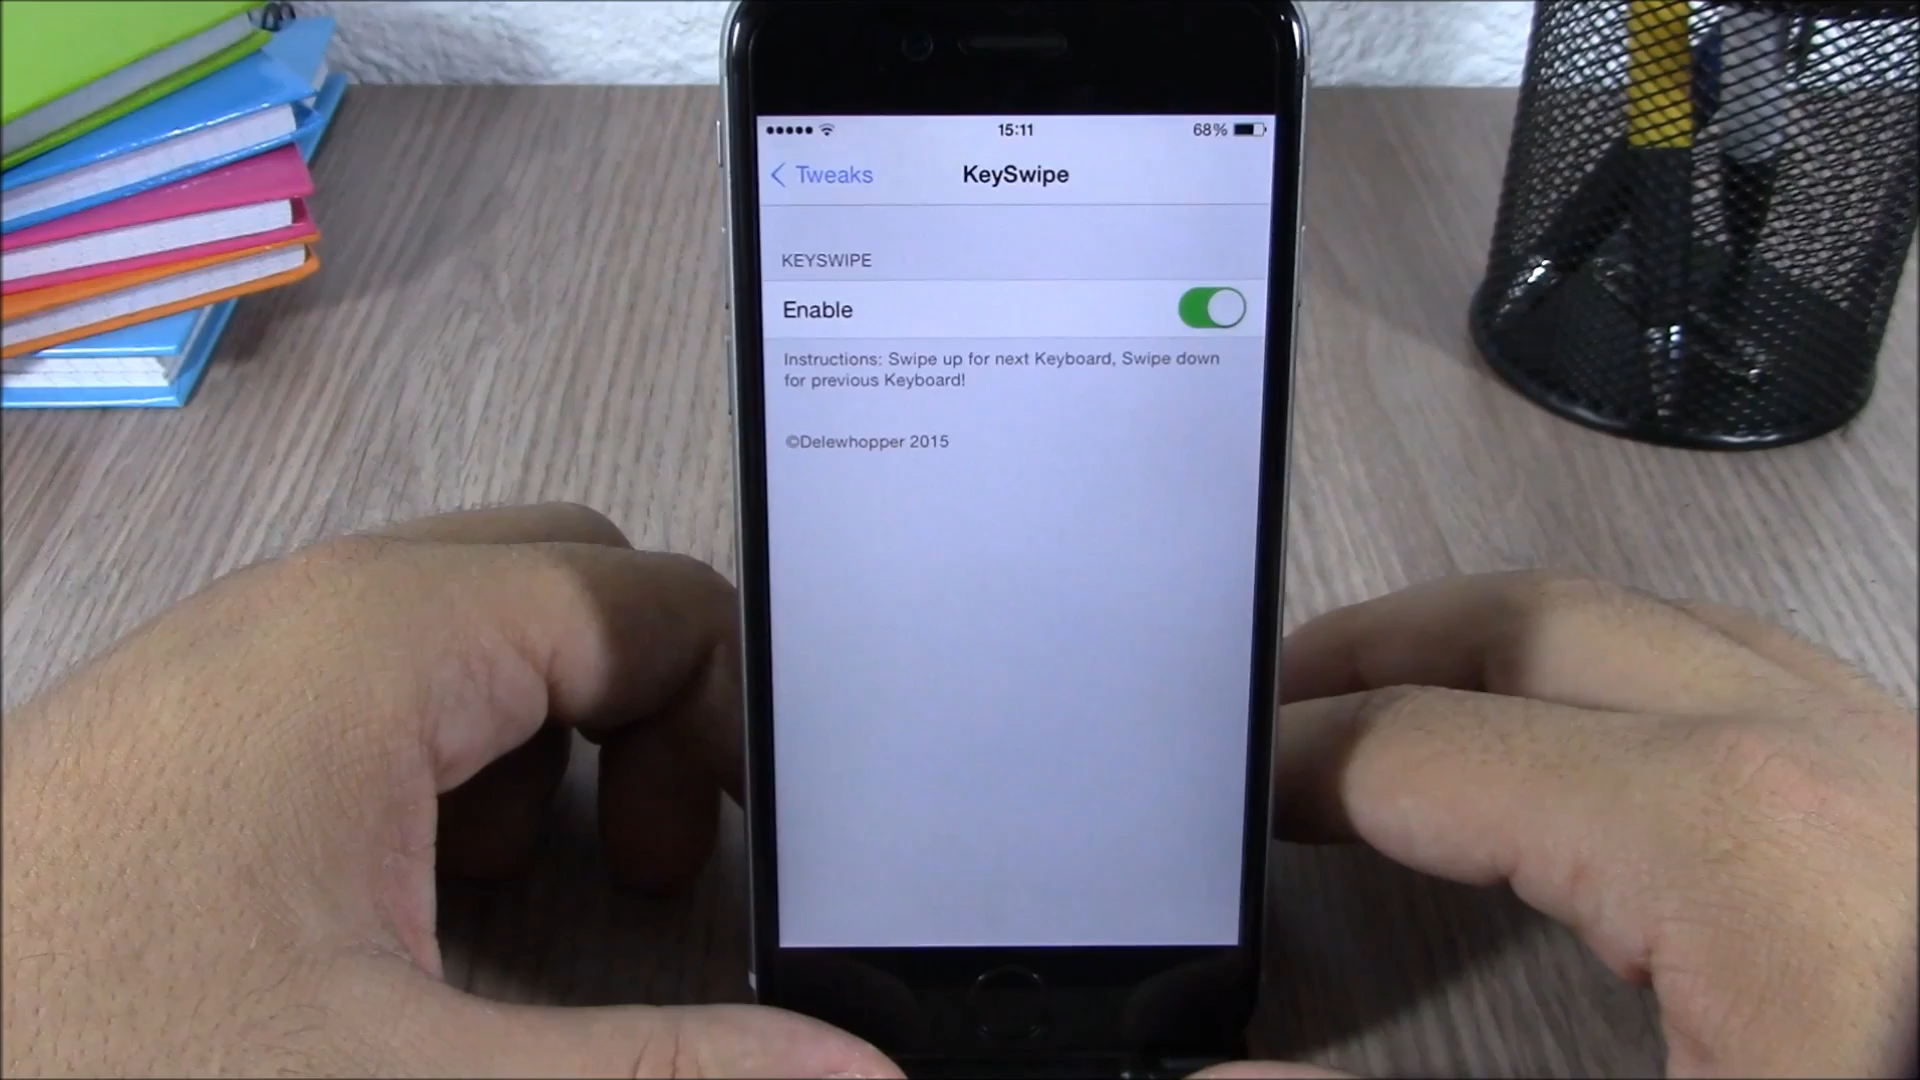 15:11
68%
Tweaks
KeySwipe
KEYSWIPE
Enable
Instructions: Swipe up for next Keyboard, Swipe down
for previous Keyboard!
©Delewhopper 2015